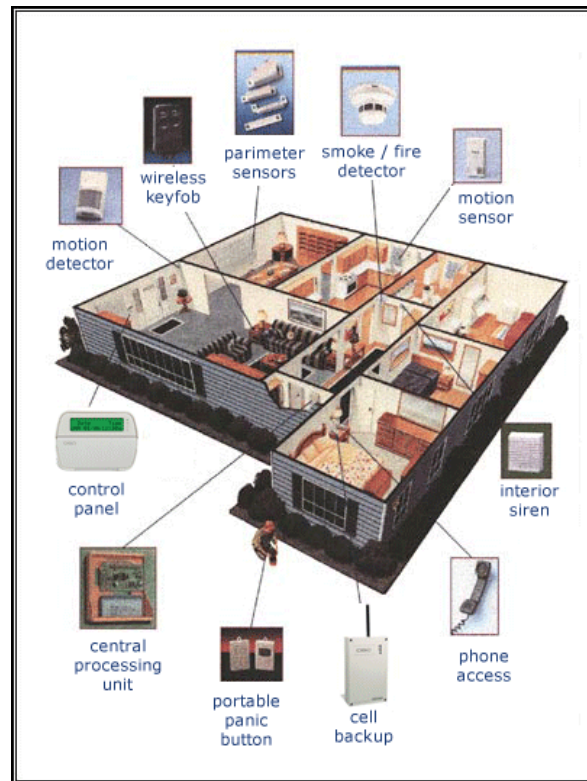 parimeter
sensors
smoke / fire
detector
wireless
keyfob
motion
sensor
motion
detector
control
panel
interior
siren
central
processing
unit
phone
access
portable
panic
button
cell
backup